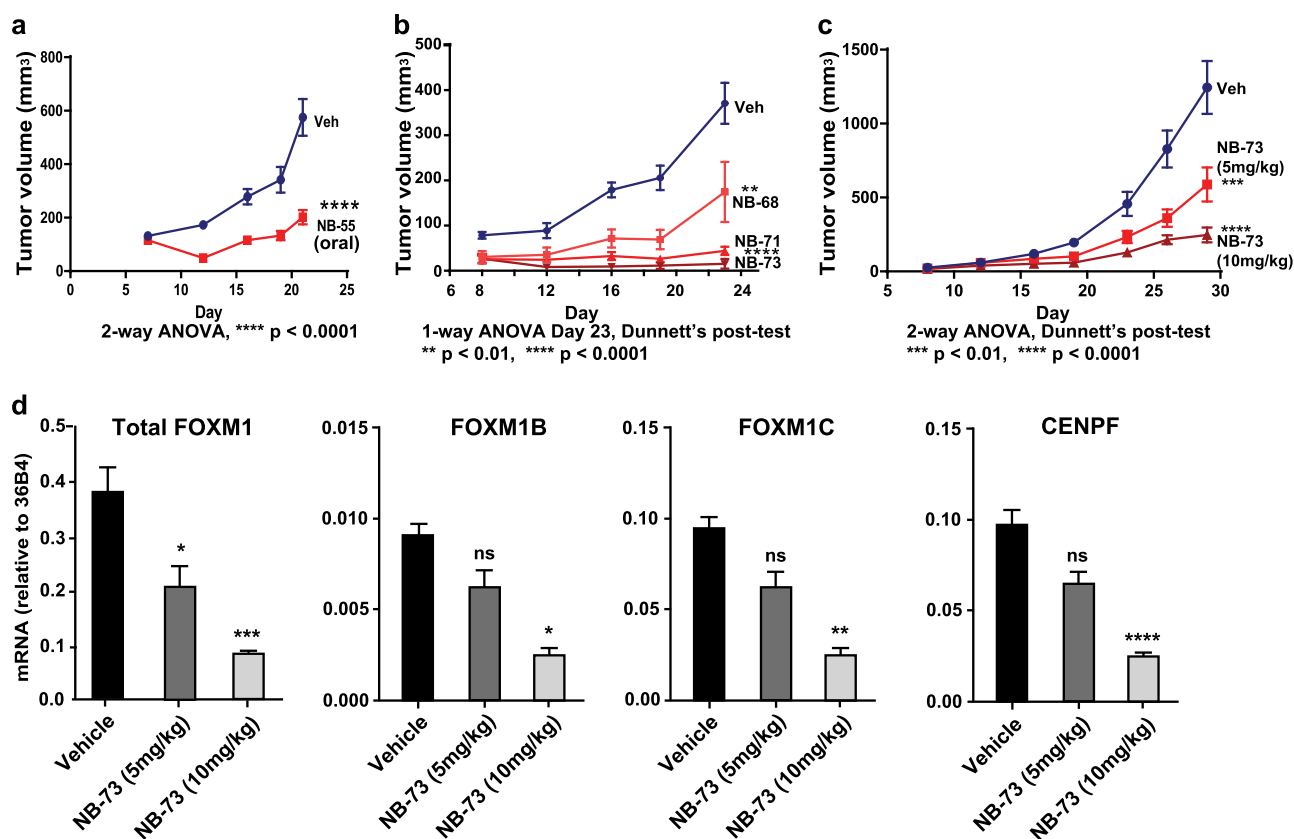 a
Tumor volume (mm3)
800
600
400
200
0
0 5 10 15 20 25
Day
Veh
****
NB-55
(oral)
2-way ANOVA, **** p < 0.0001
b
Tumor volume (mm3)
500
400
300
200
100
0
6 8 12 16 20 24
Day
Veh
**
NB-68
NB-71
****
NB-73
1-way ANOVA Day 23, Dunnett’s post-test
** p < 0.01, **** p < 0.0001
c
Tumor volume (mm3)
1500
1000
500
0
5 10 15 20 25 30
Day
Veh
NB-73
(5mg/kg)
***
****
NB-73
(10mg/kg)
2-way ANOVA, Dunnett’s post-test
*** p < 0.01, **** p < 0.0001
d
mRNA (relative to 36B4)
Total FOXM1
0.5
0.4
0.3
0.2
0.1
0.0
*
***
Vehicle
NB-73 (5mg/kg)
NB-73 (10mg/kg)
FOXM1B
0.015
0.010
0.005
0.000
ns
*
Vehicle
NB-73 (5mg/kg)
NB-73 (10mg/kg)
FOXM1C
0.15
0.10
0.05
0.00
ns
**
Vehicle
NB-73 (5mg/kg)
NB-73 (10mg/kg)
CENPF
0.15
0.10
0.05
0.00
ns
****
Vehicle
NB-73 (5mg/kg)
NB-73 (10mg/kg)